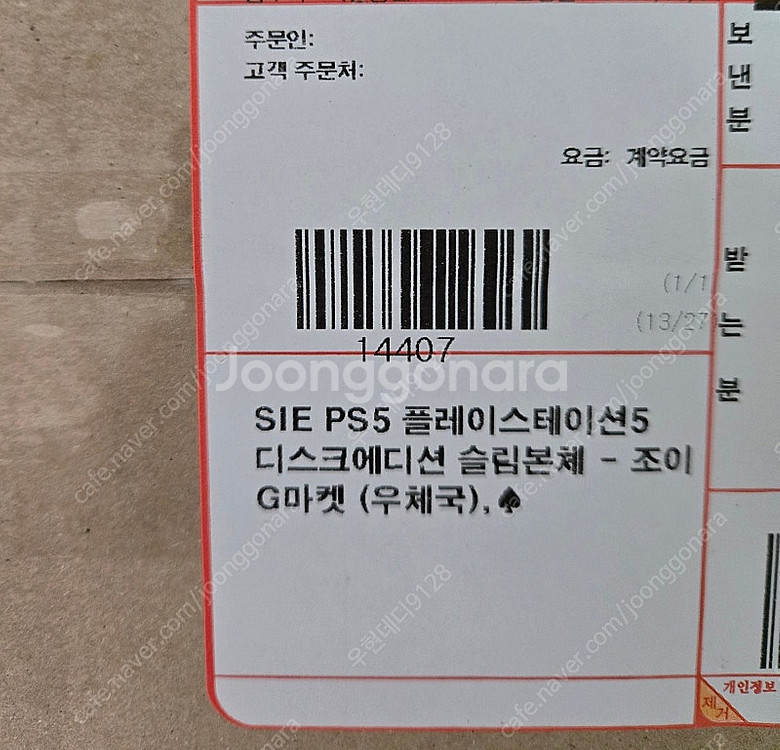 주문인:
고객 주문처:
요금: 계약요금
(1/1
(13/27
14407
Joonggonara
SIE PS5 플레이스테이션5
디스크에디션 슬림본체 - 조이
G마켓 (우체국),♠
보
낸
분
받
는
분
개인정보
제거
cafe.naver.com/joonggonara
우현데디9128